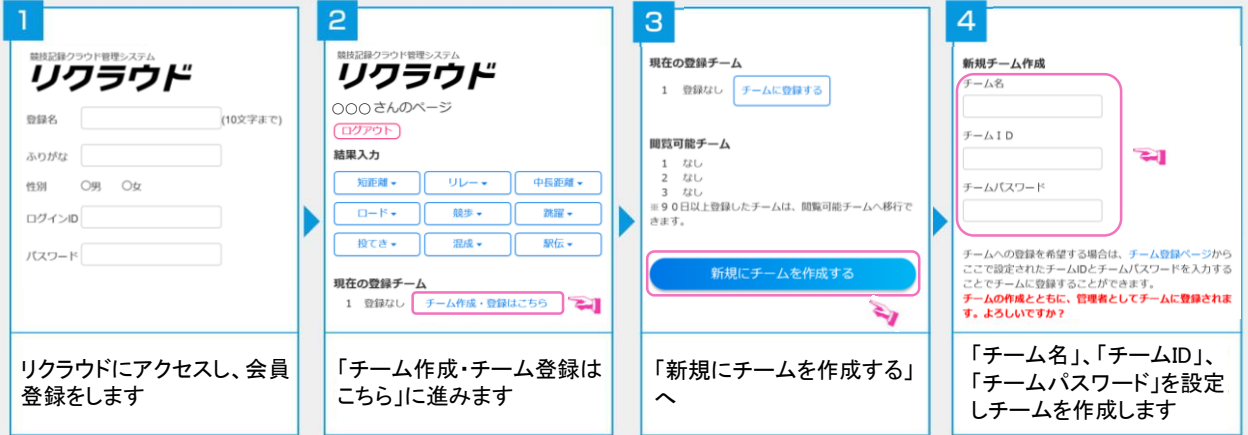 1
競技記録クラウド管理システム
リクラウド
登録名 (10文字まで)
ふりがな
性別 ○男 ○女
ログインID
パスワード
リクラウドにアクセスし、会員
登録をします
2
競技記録クラウド管理システム
リクラウド
○○○さんのページ
ログアウト
結果入力
短距離 リレー 中長距離
ロード 競歩 跳躍
投てき 混成 駅伝
現在の登録チーム
1 登録なし チーム作成・登録はこちら
「チーム作成・チーム登録は
こちら」に進みます
3
現在の登録チーム
1 登録なし チームに登録する
閲覧可能チーム
1 なし
2 なし
3 なし
※９０日以上登録したチームは、閲覧可能チームへ移行で
きます。
新規にチームを作成する
「新規にチームを作成する」
へ
4
新規チーム作成
チーム名
チームＩＤ
チームパスワード
チームへの登録を希望する場合は、チーム登録ページから
ここで設定されたチームIDとチームパスワードを入力する
ことでチームに登録することができます。
チームの作成とともに、管理者としてチームに登録されま
す。よろしいですか？
「チーム名」、「チームID」、
「チームパスワード」を設定
しチームを作成します